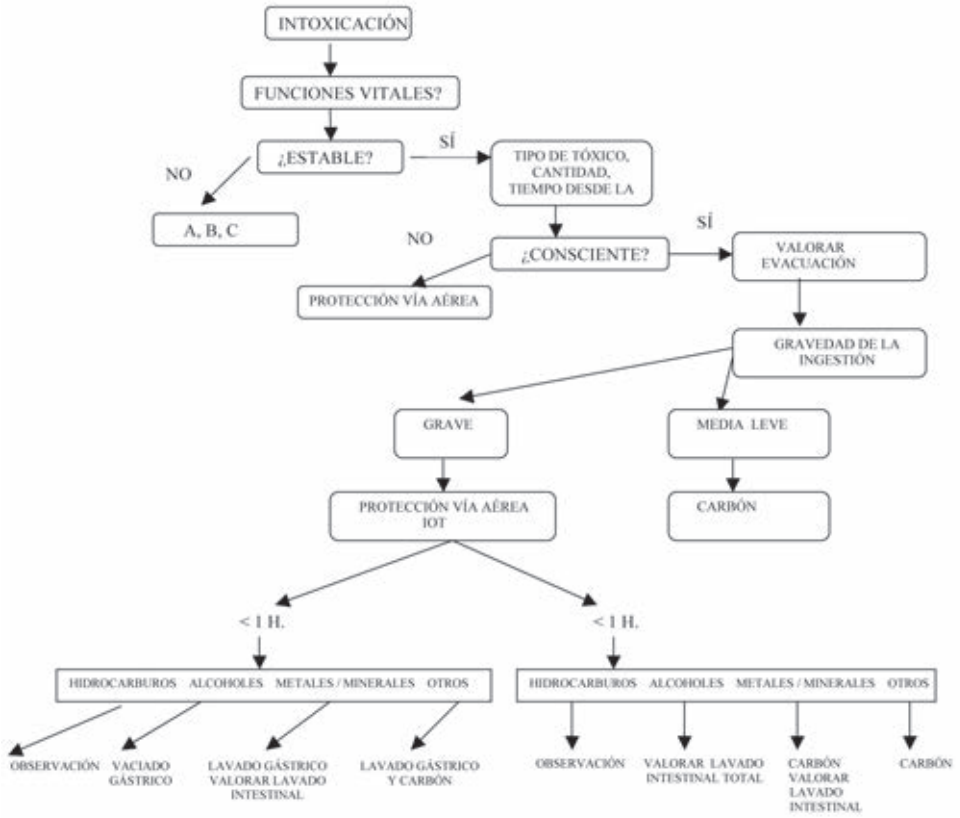 INTOXICACIÓN
FUNCIONES VITALES?
¿ESTABLE?
SÍ
NO
TIPO DE TÓXICO,
CANTIDAD,
TIEMPO DESDE LA
A, B, C
NO
¿CONSCIENTE?
SÍ
VALORAR
EVACUACIÓN
PROTECCIÓN VÍA AÉREA
GRAVEDAD DE LA
INGESTIÓN
GRAVE
MEDIA LEVE
PROTECCIÓN VÍA AÉREA
IOT
CARBÓN
< 1 H.
< 1 H.
HIDROCARBUROS ALCOHOLES METALES / MINERALES OTROS
HIDROCARBUROS ALCOHOLES METALES / MINERALES OTROS
OBSERVACIÓN
VACIADO
GÁSTRICO
LAVADO GÁSTRICO
VALORAR LAVADO
INTESTINAL
LAVADO GÁSTRICO
Y CARBÓN
OBSERVACIÓN
VALORAR LAVADO
INTESTINAL TOTAL
CARBÓN
VALORAR
LAVADO
INTESTINAL
CARBÓN